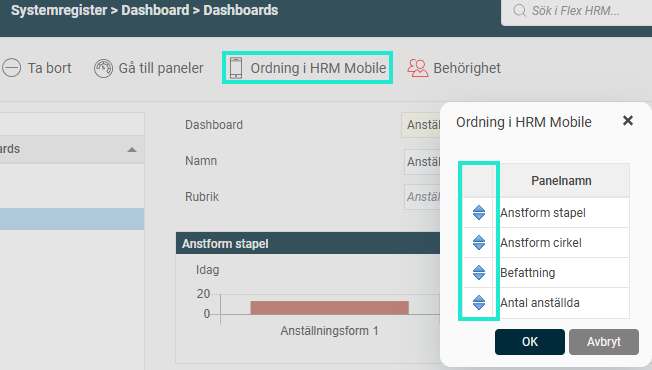 Systemregister > Dashboard > Dashboards
Sök i Flex HRM...
Ta bort
Gå till paneler
Ordning i HRM Mobile
Behörighet
ards
Dashboard
Anstäl
Namn
Anstäl
Rubrik
Anstäl
Anstform stapel
Idag
20
0
Anställningsform 1
Ordning i HRM Mobile
Panelnamn
Anstform stapel
Anstform cirkel
Befattning
Antal anställda
OK
Avbryt